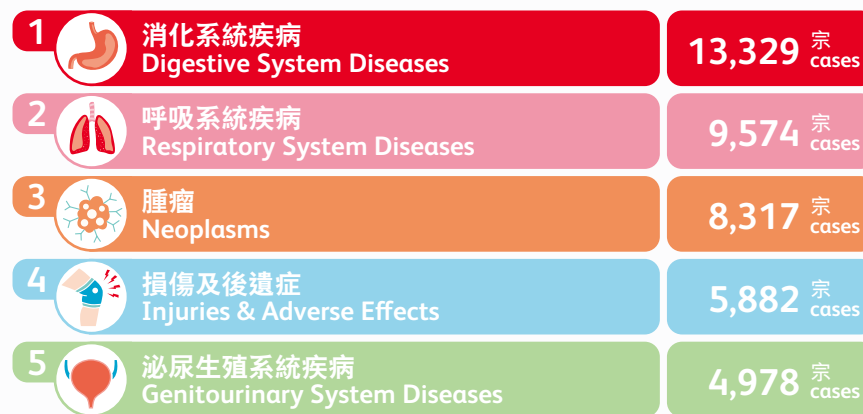 1
消化系統疾病
Digestive System Diseases
13,329 宗 cases
2
呼吸系統疾病
Respiratory System Diseases
9,574 宗 cases
3
腫瘤
Neoplasms
8,317 宗 cases
4
損傷及後遺症
Injuries & Adverse Effects
5,882 宗 cases
5
泌尿生殖系統疾病
Genitourinary System Diseases
4,978 宗 cases